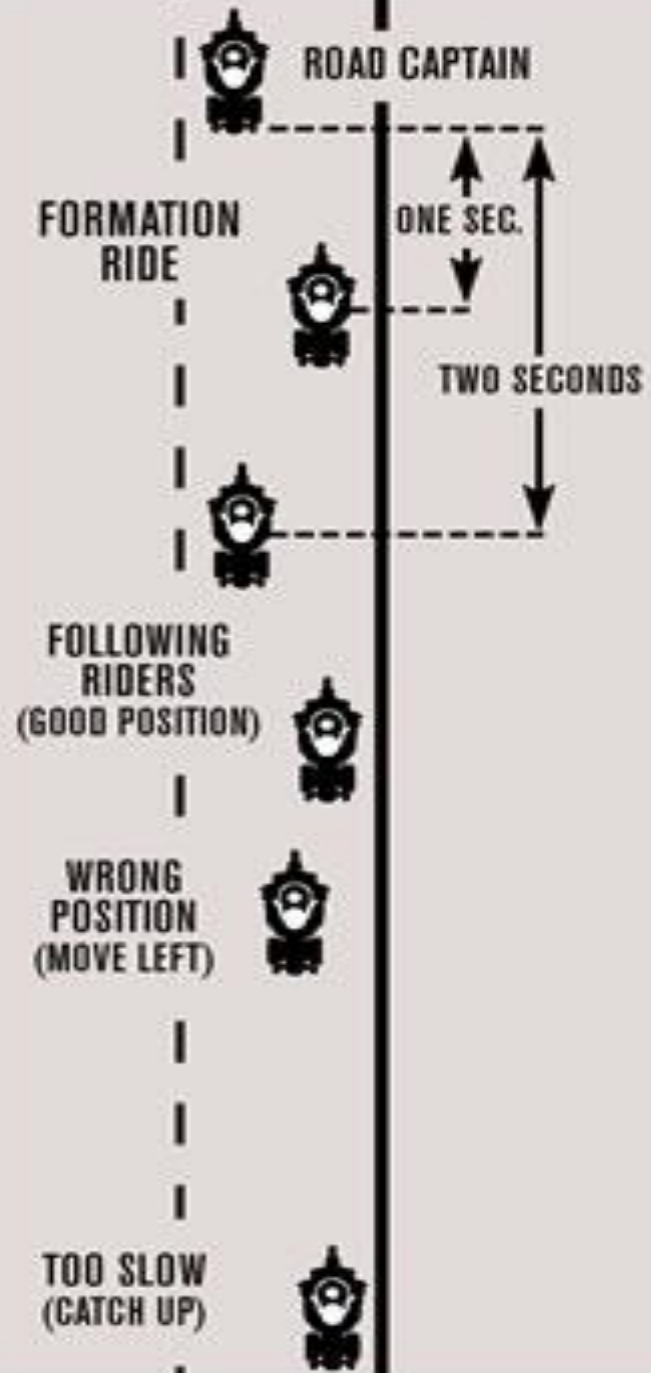 ROAD CAPTAIN
FORMATION
RIDE
ONE SEC.
TWO SECONDS
FOLLOWING
RIDERS
(GOOD POSITION)
WRONG
POSITION
(MOVE LEFT)
TOO SLOW
(CATCH UP)